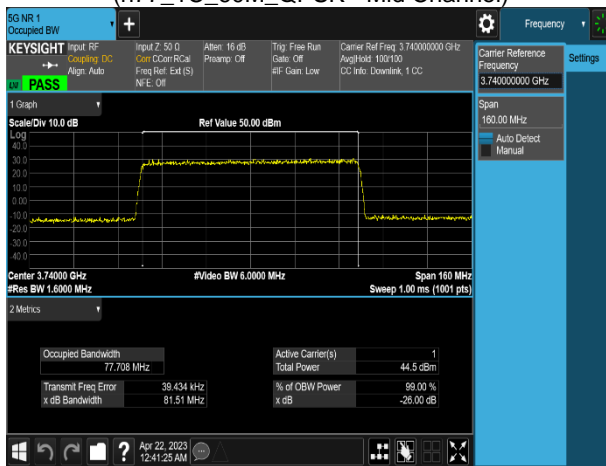 5G NR 1
Occupied BW
Frequency
KEYSIGHT
Input: RF
Coupling: DC
Align: Auto
PASS
Input Z: 50 Ω
Corr CCorr RCal
Freq Ref: Ext (S)
NFE: Off
Atten: 16 dB
Preamp: Off
Trig: Free Run
Gate: Off
#IF Gain: Low
Carrier Ref Freq: 3.740000000 GHz
Avg|Hold: 100/100
CC Info: Downlink, 1 CC
Carrier Reference
Frequency
3.740000000 GHz
Settings
Span
160.00 MHz
Auto Detect
Manual
1 Graph
Scale/Div 10.0 dB
Ref Value 50.00 dBm
Log
40.0
30.0
20.0
10.0
0.00
-10.0
-20.0
-30.0
-40.0
Center 3.74000 GHz
#Video BW 6.0000 MHz
Span 160 MHz
#Res BW 1.6000 MHz
Sweep 1.00 ms (1001 pts)
2 Metrics
Occupied Bandwidth
77.708 MHz
Active Carrier(s) 1
Total Power 44.5 dBm
Transmit Freq Error 39.434 kHz
x dB Bandwidth 81.51 MHz
% of OBW Power 99.00 %
x dB -26.00 dB
?
Apr 22, 2023
12:41:25 AM